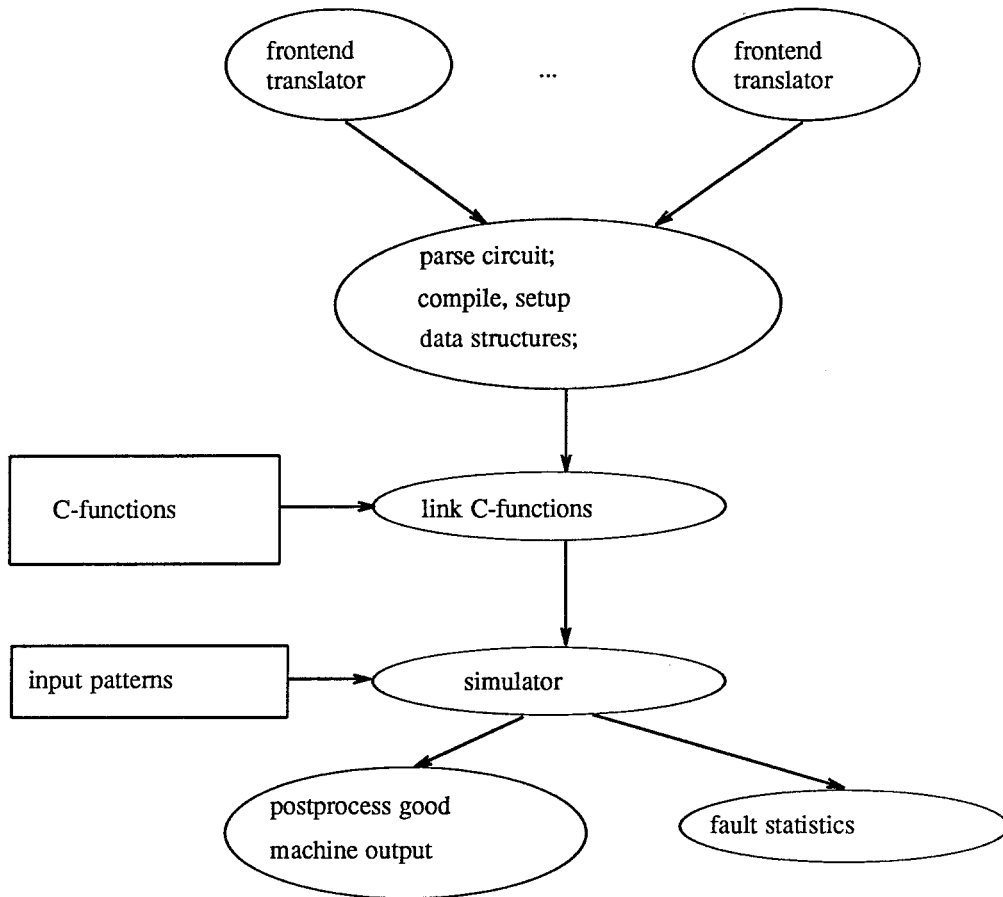 frontend
translator
...
frontend
translator
parse circuit;
compile, setup
data structures;
C-functions
link C-functions
input patterns
simulator
postprocess good
machine output
fault statistics